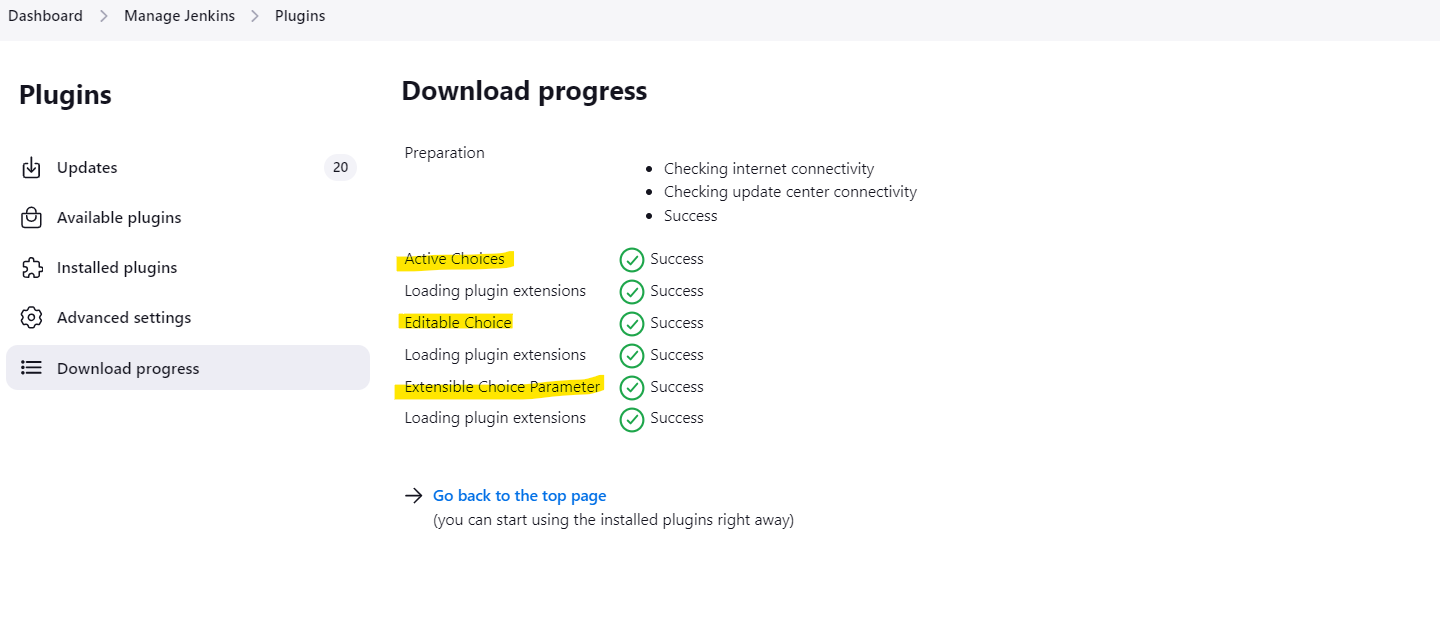 Dashboard > Manage Jenkins > Plugins
Plugins
Updates 20
Available plugins
Installed plugins
Advanced settings
Download progress
Download progress
Preparation
• Checking internet connectivity
• Checking update center connectivity
• Success
Active Choices Success
Loading plugin extensions Success
Editable Choice Success
Loading plugin extensions Success
Extensible Choice Parameter Success
Loading plugin extensions Success
→ Go back to the top page
(you can start using the installed plugins right away)